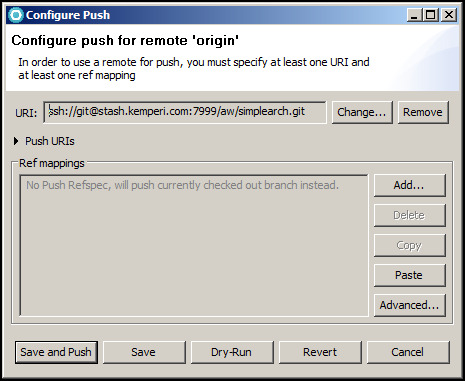 Configure Push
Configure push for remote 'origin'
In order to use a remote for push, you must specify at least one URI and
at least one ref mapping
URI: ssh://git@stash.kemperi.com:7999/aw/simplearch.git Change... Remove
Push URIs
Ref mappings
No Push Refspec, will push currently checked out branch instead. Add...
Delete
Copy
Paste
Advanced...
Save and Push Save Dry-Run Revert Cancel